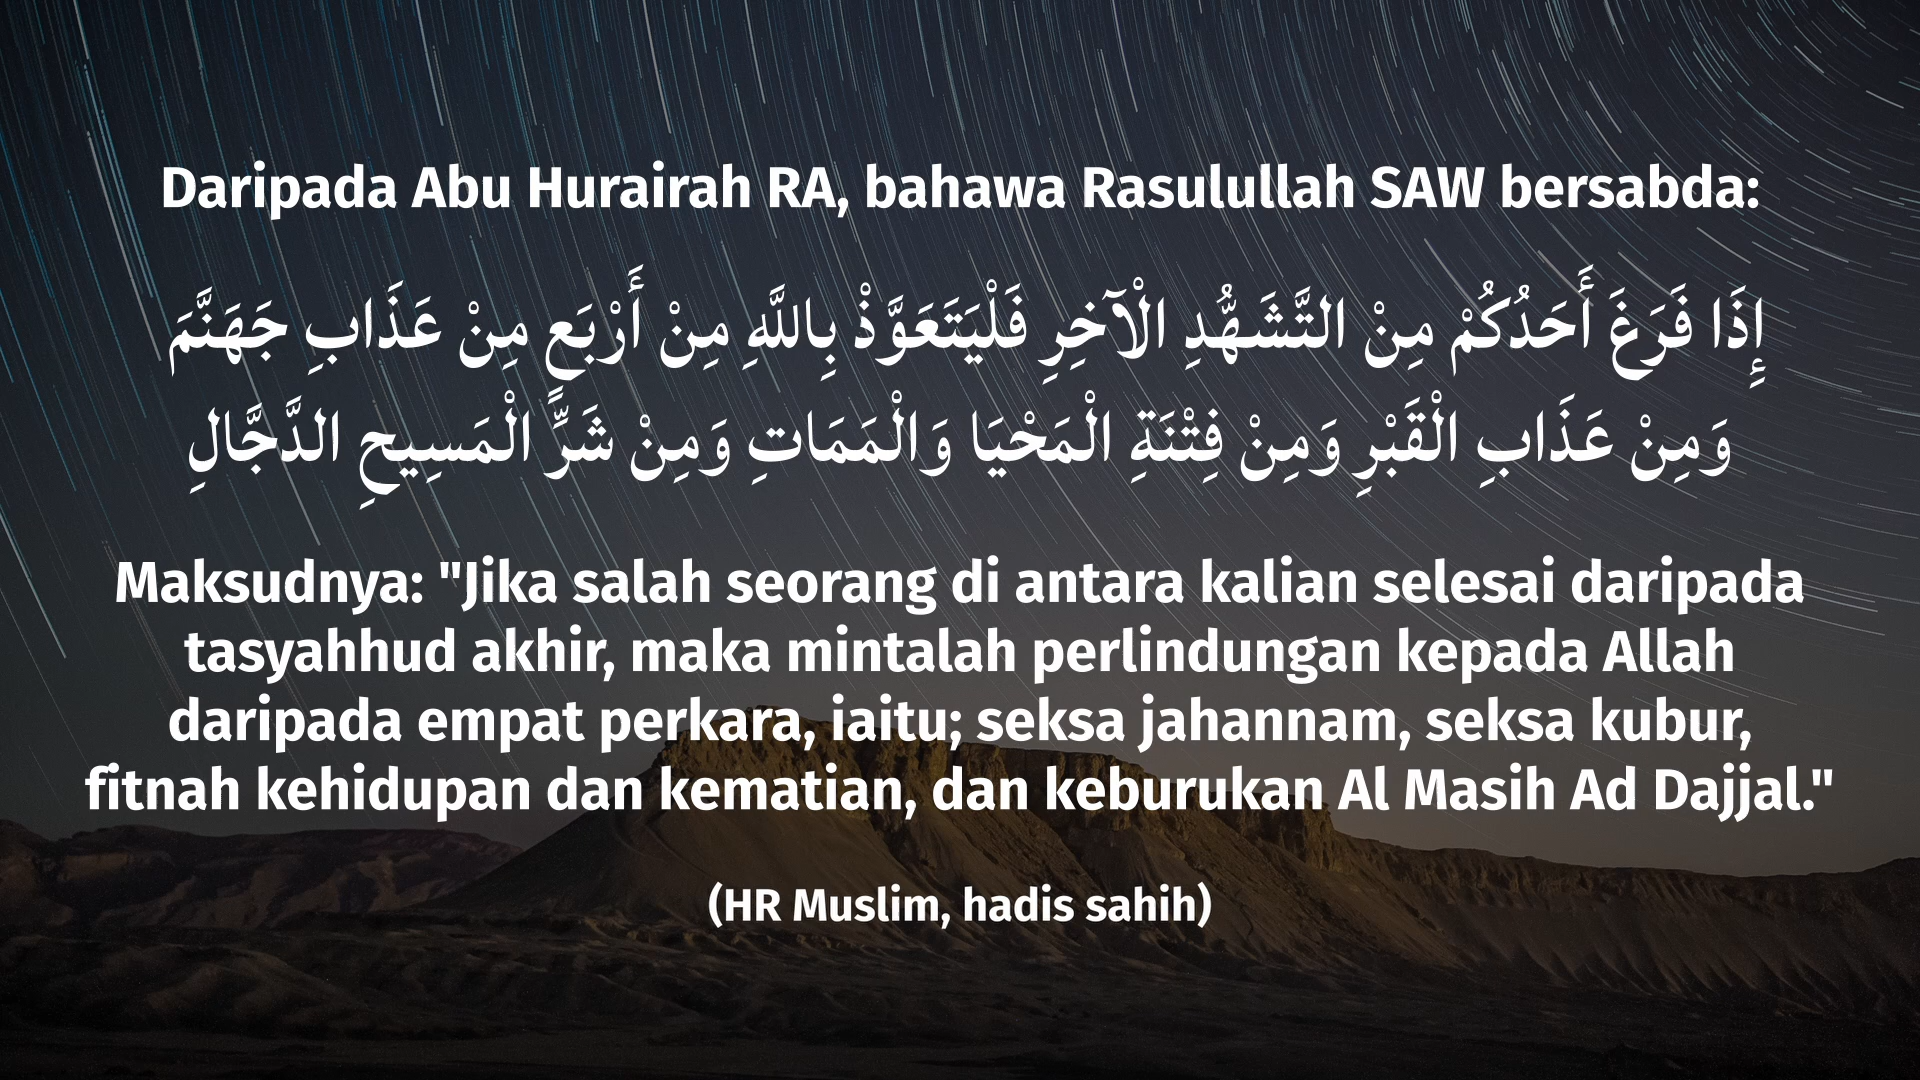 Daripada Abu Hurairah RA, bahawa Rasulullah SAW bersabda:
إِذَا فَرَغَ أَحَدُكُمْ مِنْ التَّشَهُّدِ الْآخِرِ فَلْيَتَعَوَّذْ بِاللَّهِ مِنْ أَرْبَعٍ مِنْ عَذَابِ جَهَنَّمَ
وَمِنْ عَذَابِ الْقَبْرِ وَمِنْ فِتْنَةِ الْمَحْيَا وَالْمَمَاتِ وَمِنْ شَرِّ الْمَسِيحِ الدَّجَّالِ
Maksudnya: "Jika salah seorang di antara kalian selesai daripada
tasyahhud akhir, maka mintalah perlindungan kepada Allah
daripada empat perkara, iaitu; seksa jahannam, seksa kubur,
fitnah kehidupan dan kematian, dan keburukan Al Masih Ad Dajjal."
(HR Muslim, hadis sahih)